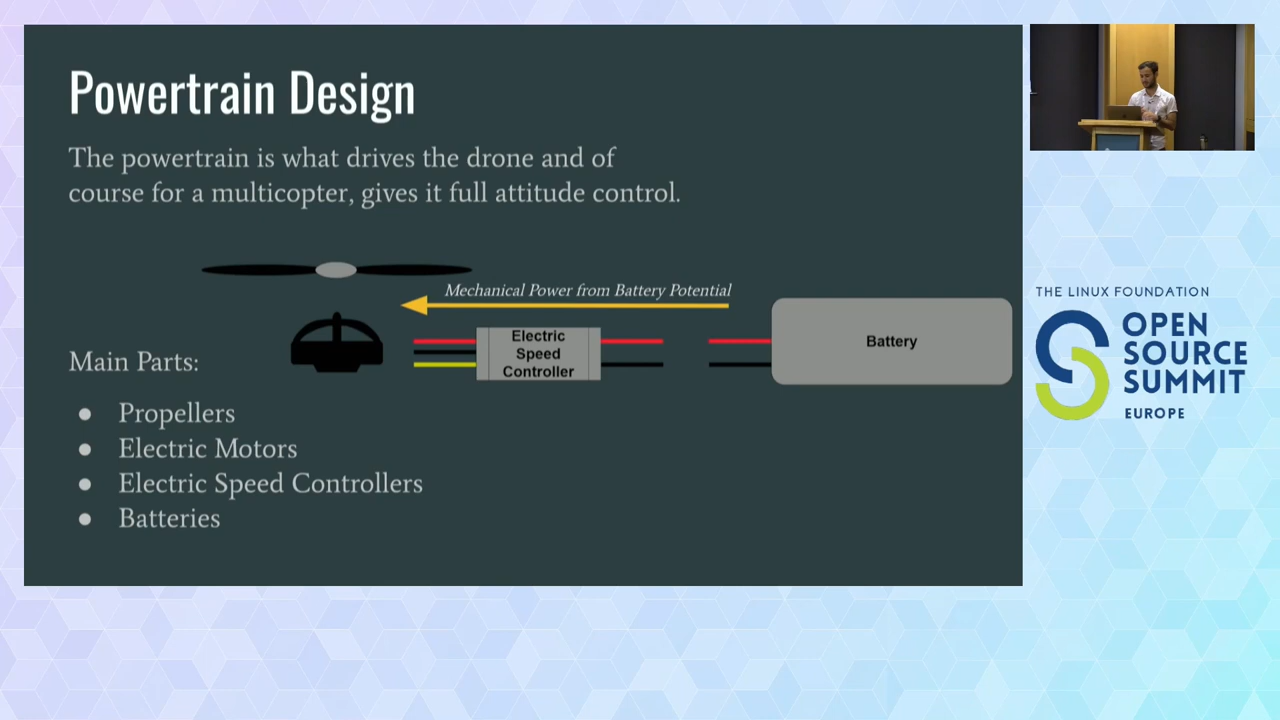 Powertrain Design
The powertrain is what drives the drone and of
course for a multicopter, gives it full attitude control.
Mechanical Power from Battery Potential
Electric
Speed
Controller
Battery
Main Parts:
● Propellers
● Electric Motors
● Electric Speed Controllers
● Batteries
THE LINUX FOUNDATION
OPEN
SOURCE
SUMMIT
EUROPE